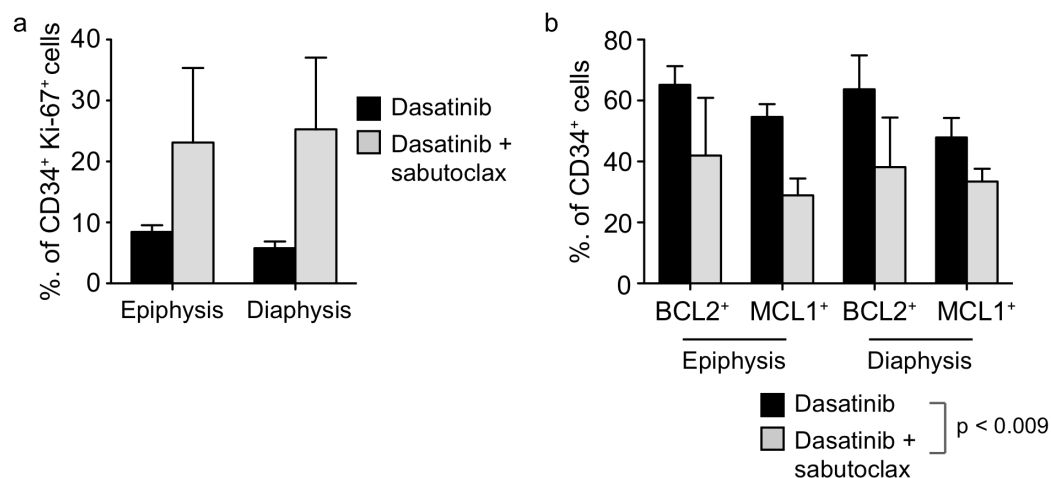 a
%. of CD34⁺ Ki-67⁺ cells
40
30
20
10
0
Epiphysis
Diaphysis
Dasatinib
Dasatinib +
sabutoclax
b
%. of CD34⁺ cells
80
60
40
20
0
BCL2⁺
MCL1⁺
BCL2⁺
MCL1⁺
Epiphysis
Diaphysis
Dasatinib
Dasatinib +
sabutoclax
p < 0.009